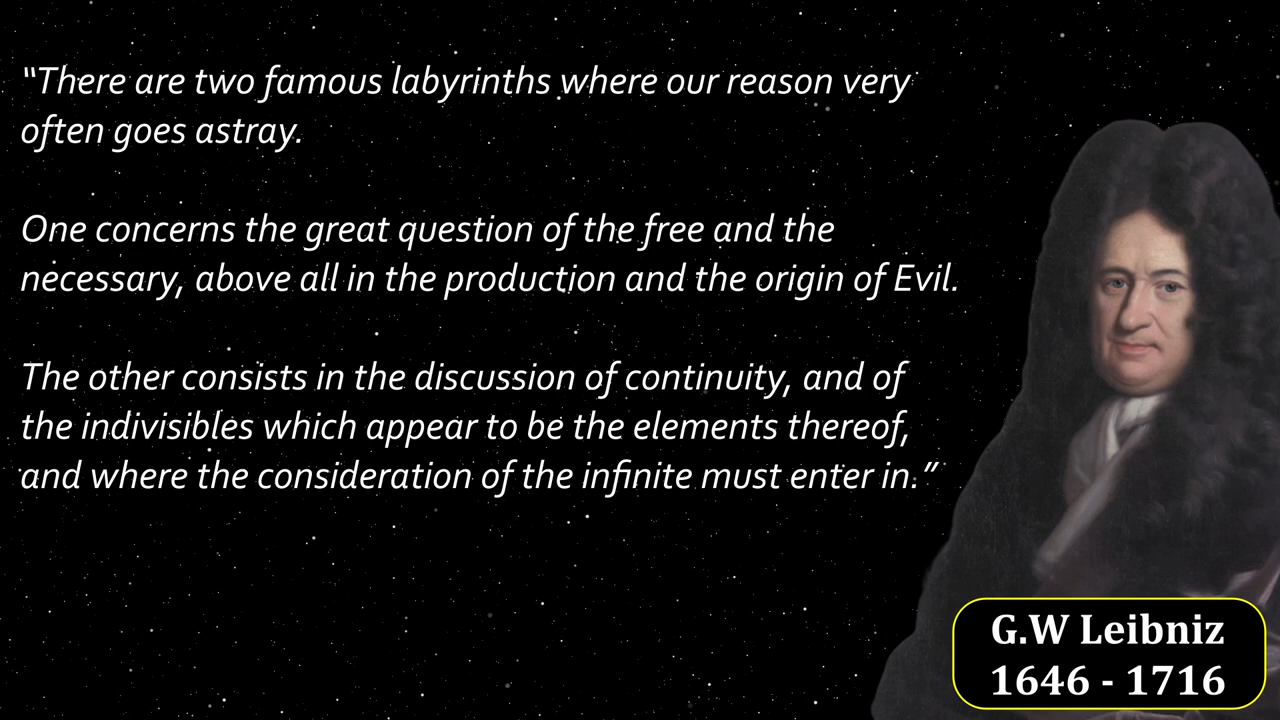 “There are two famous labyrinths where our reason very
often goes astray.
One concerns the great question of the free and the
necessary, above all in the production and the origin of Evil.
The other consists in the discussion of continuity, and of
the indivisibles which appear to be the elements thereof,
and where the consideration of the infinite must enter in.”
G.W Leibniz
1646 - 1716